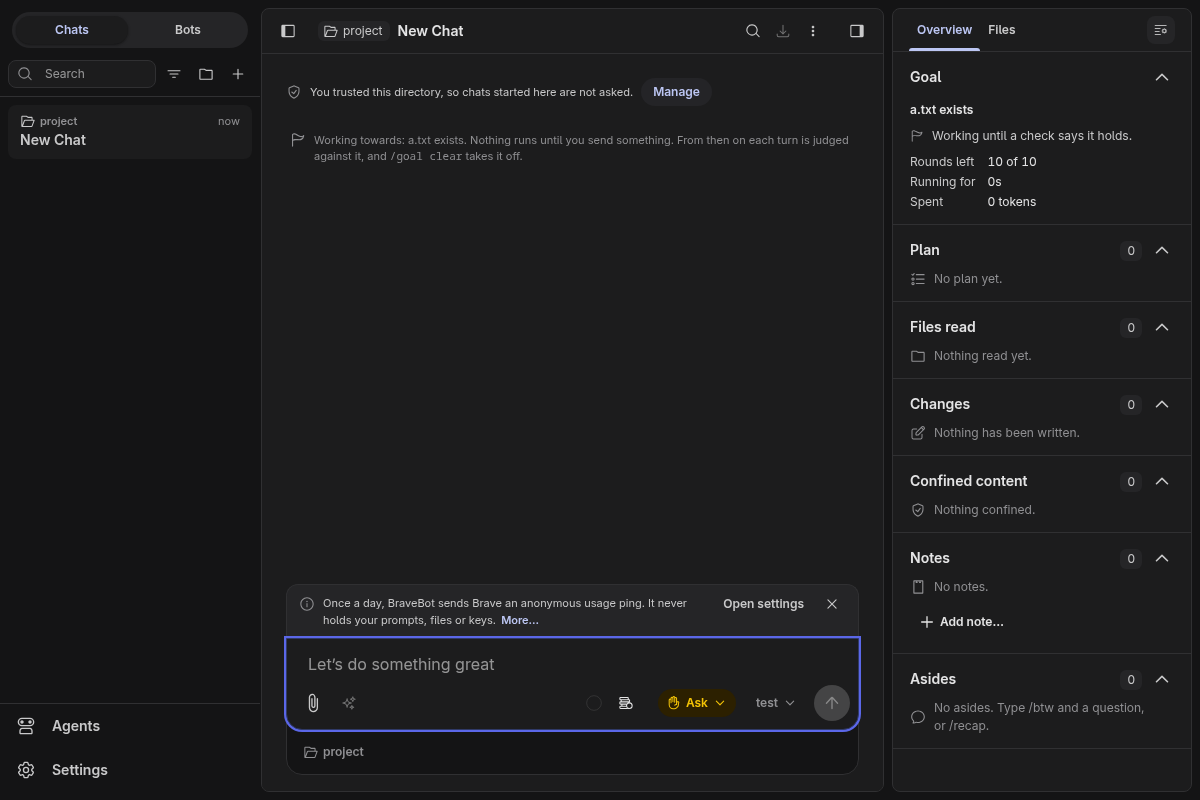 Chats
Bots
Search
project
now
New Chat
Agents
Settings
project
New Chat
You trusted this directory, so chats started here are not asked.
Manage
Working towards: a.txt exists. Nothing runs until you send something. From then on each turn is judged
against it, and /goal clear takes it off.
Once a day, BraveBot sends Brave an anonymous usage ping. It never
holds your prompts, files or keys. More...
Open settings
Let's do something great
Ask
test
project
Overview
Files
Goal
a.txt exists
Working until a check says it holds.
Rounds left 10 of 10
Running for 0s
Spent 0 tokens
Plan 0
No plan yet.
Files read 0
Nothing read yet.
Changes 0
Nothing has been written.
Confined content 0
Nothing confined.
Notes 0
No notes.
Add note...
Asides 0
No asides. Type /btw and a question,
or /recap.